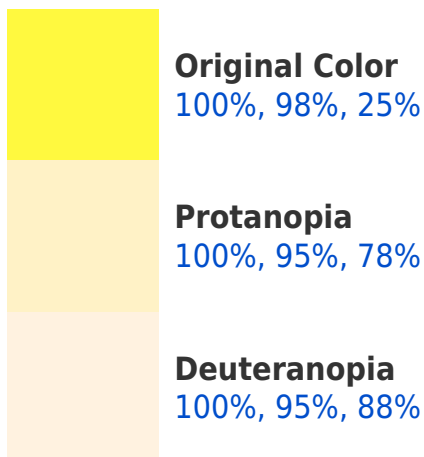 Original Color
100%, 98%, 25%
Protanopia
100%, 95%, 78%
Deuteranopia
100%, 95%, 88%